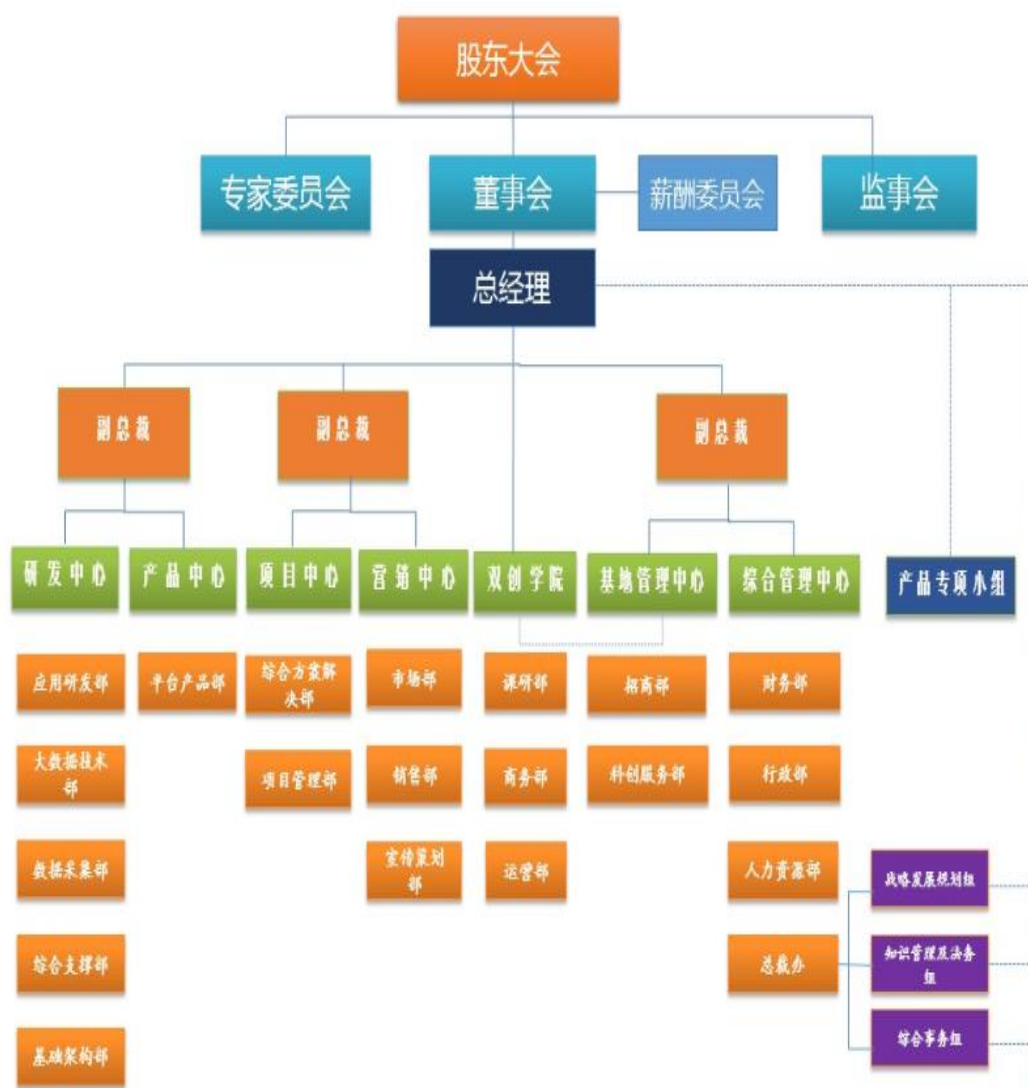 股东大会
专家委员会
董事会
薪酬委员会
监事会
总经理
副总裁
副总裁
副总裁
研发中心
产品中心
项目中心
营销中心
双创学院
基地管理中心
综合管理中心
产品专项小组
应用研发部
平台产品部
综合方案解
决部
市场部
课研部
招商部
财务部
大数据技术
部
项目管理部
销售部
商务部
科创服务部
行政部
数据采集部
宣传策划
部
运营部
人力资源部
战略发展规划组
综合支撑部
总裁办
知识管理及法务
组
基础架构部
综合事务组